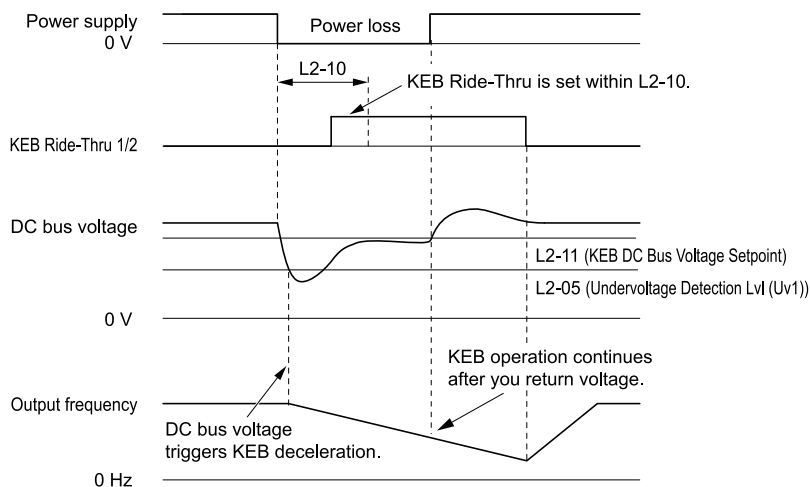 Power supply
0 V
Power loss
L2-10
KEB Ride-Thru is set within L2-10.
KEB Ride-Thru 1/2
DC bus voltage
L2-11 (KEB DC Bus Voltage Setpoint)
L2-05 (Undervoltage Detection Lvl (Uv1))
0 V
KEB operation continues
after you return voltage.
Output frequency
DC bus voltage
triggers KEB deceleration.
0 Hz